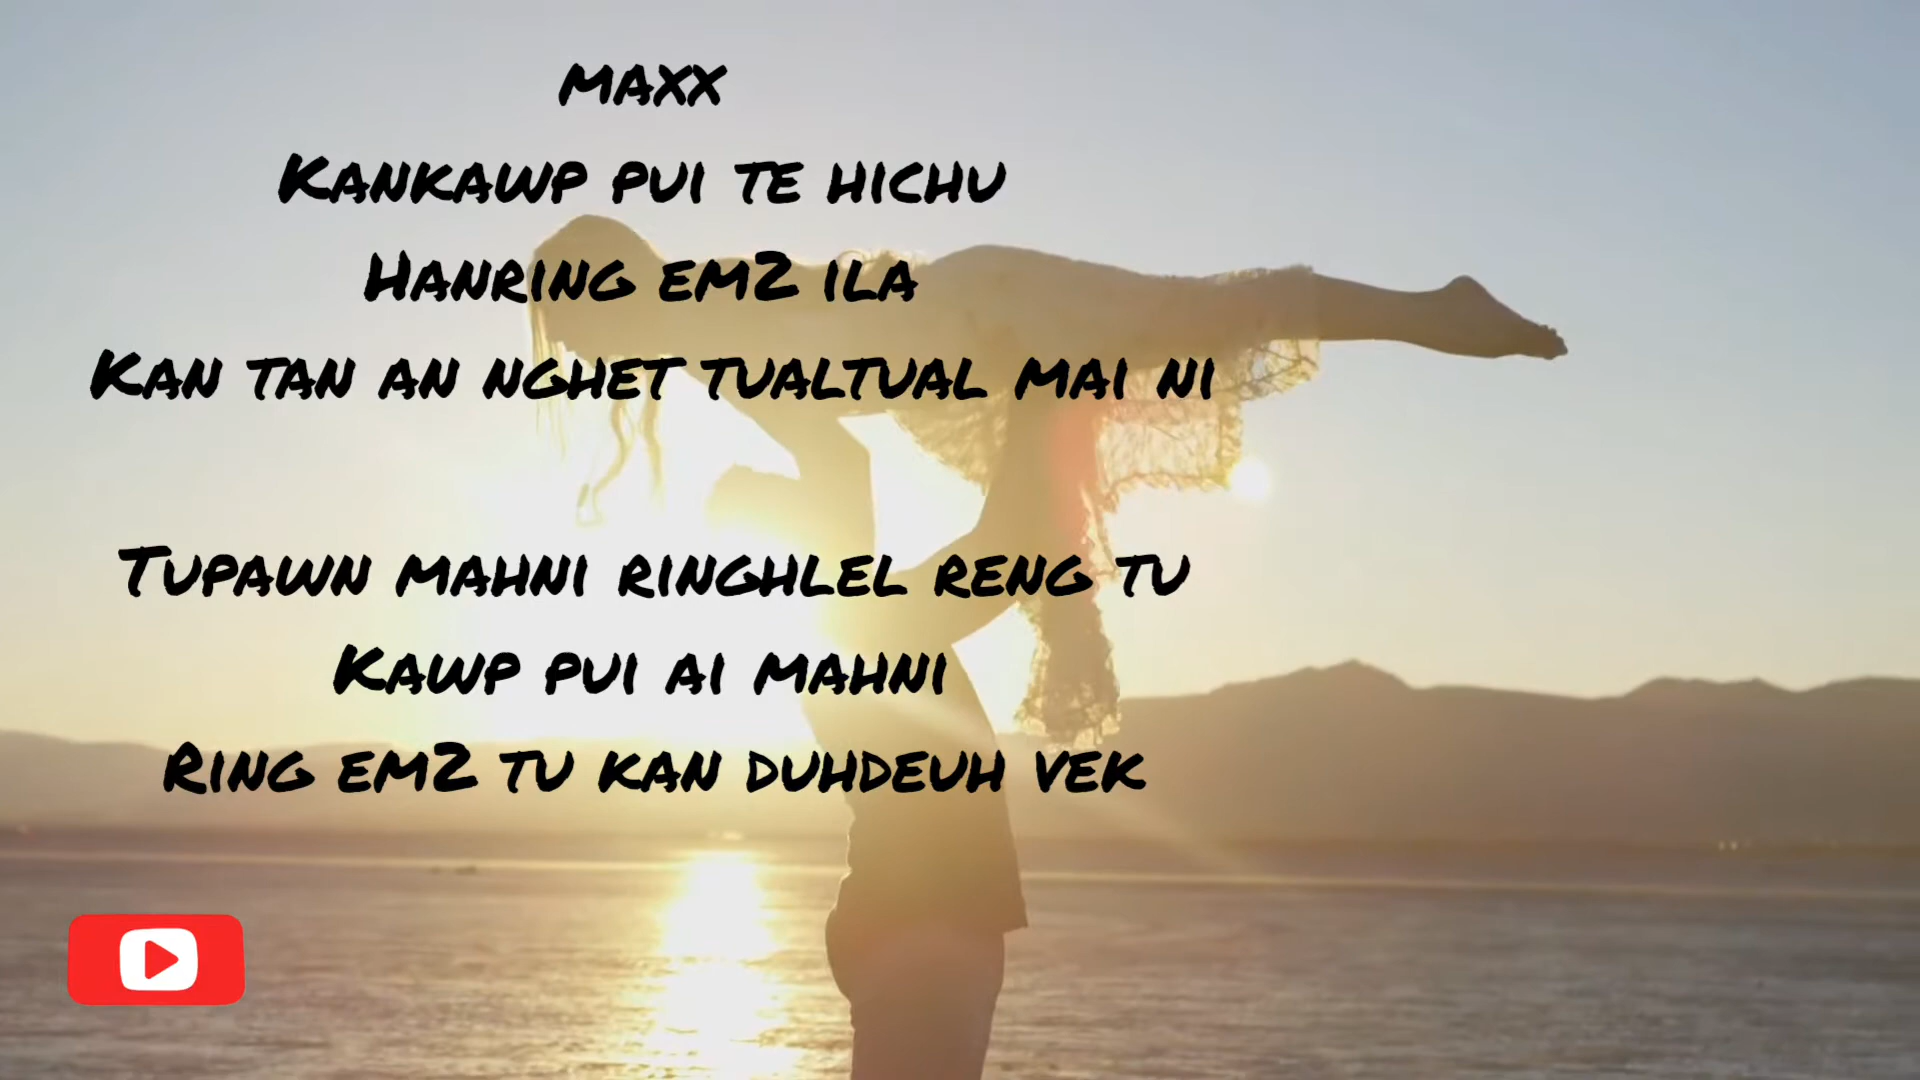 MAXX
KANKAWP PUI TE HICHU
HANRING EM2 ILA
KAN TAN AN NGHET TUALTUAL MAI NI
TUPAWN MAHNI RINGHLEL RENG TU
KAWP PUI AI MAHNI
RING EM2 TU KAN DUHDEUH VEK